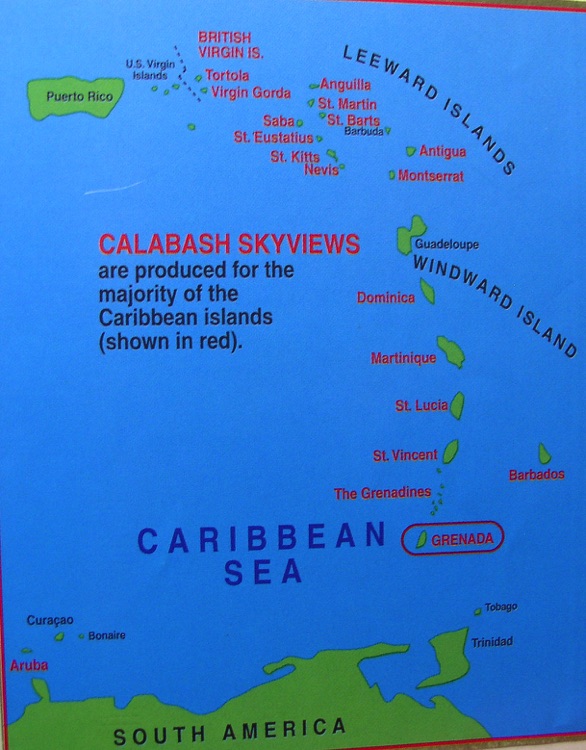 BRITISH
VIRGIN IS.
U.S. Virgin
Islands
Tortola
Virgin Gorda
Puerto Rico
LEEWARD ISLANDS
Anguilla
St. Martin
St. Barts
Saba
Barbuda
St. Eustatius
St. Kitts
Nevis
Antigua
Montserrat
CALABASH SKYVIEWS
are produced for the
majority of the
Caribbean islands
(shown in red).
Guadeloupe
WINDWARD ISLAND
Dominica
Martinique
St. Lucia
St. Vincent
Barbados
The Grenadines
GRENADA
CARIBBEAN
SEA
Curaçao
Bonaire
Aruba
Tobago
Trinidad
SOUTH AMERICA